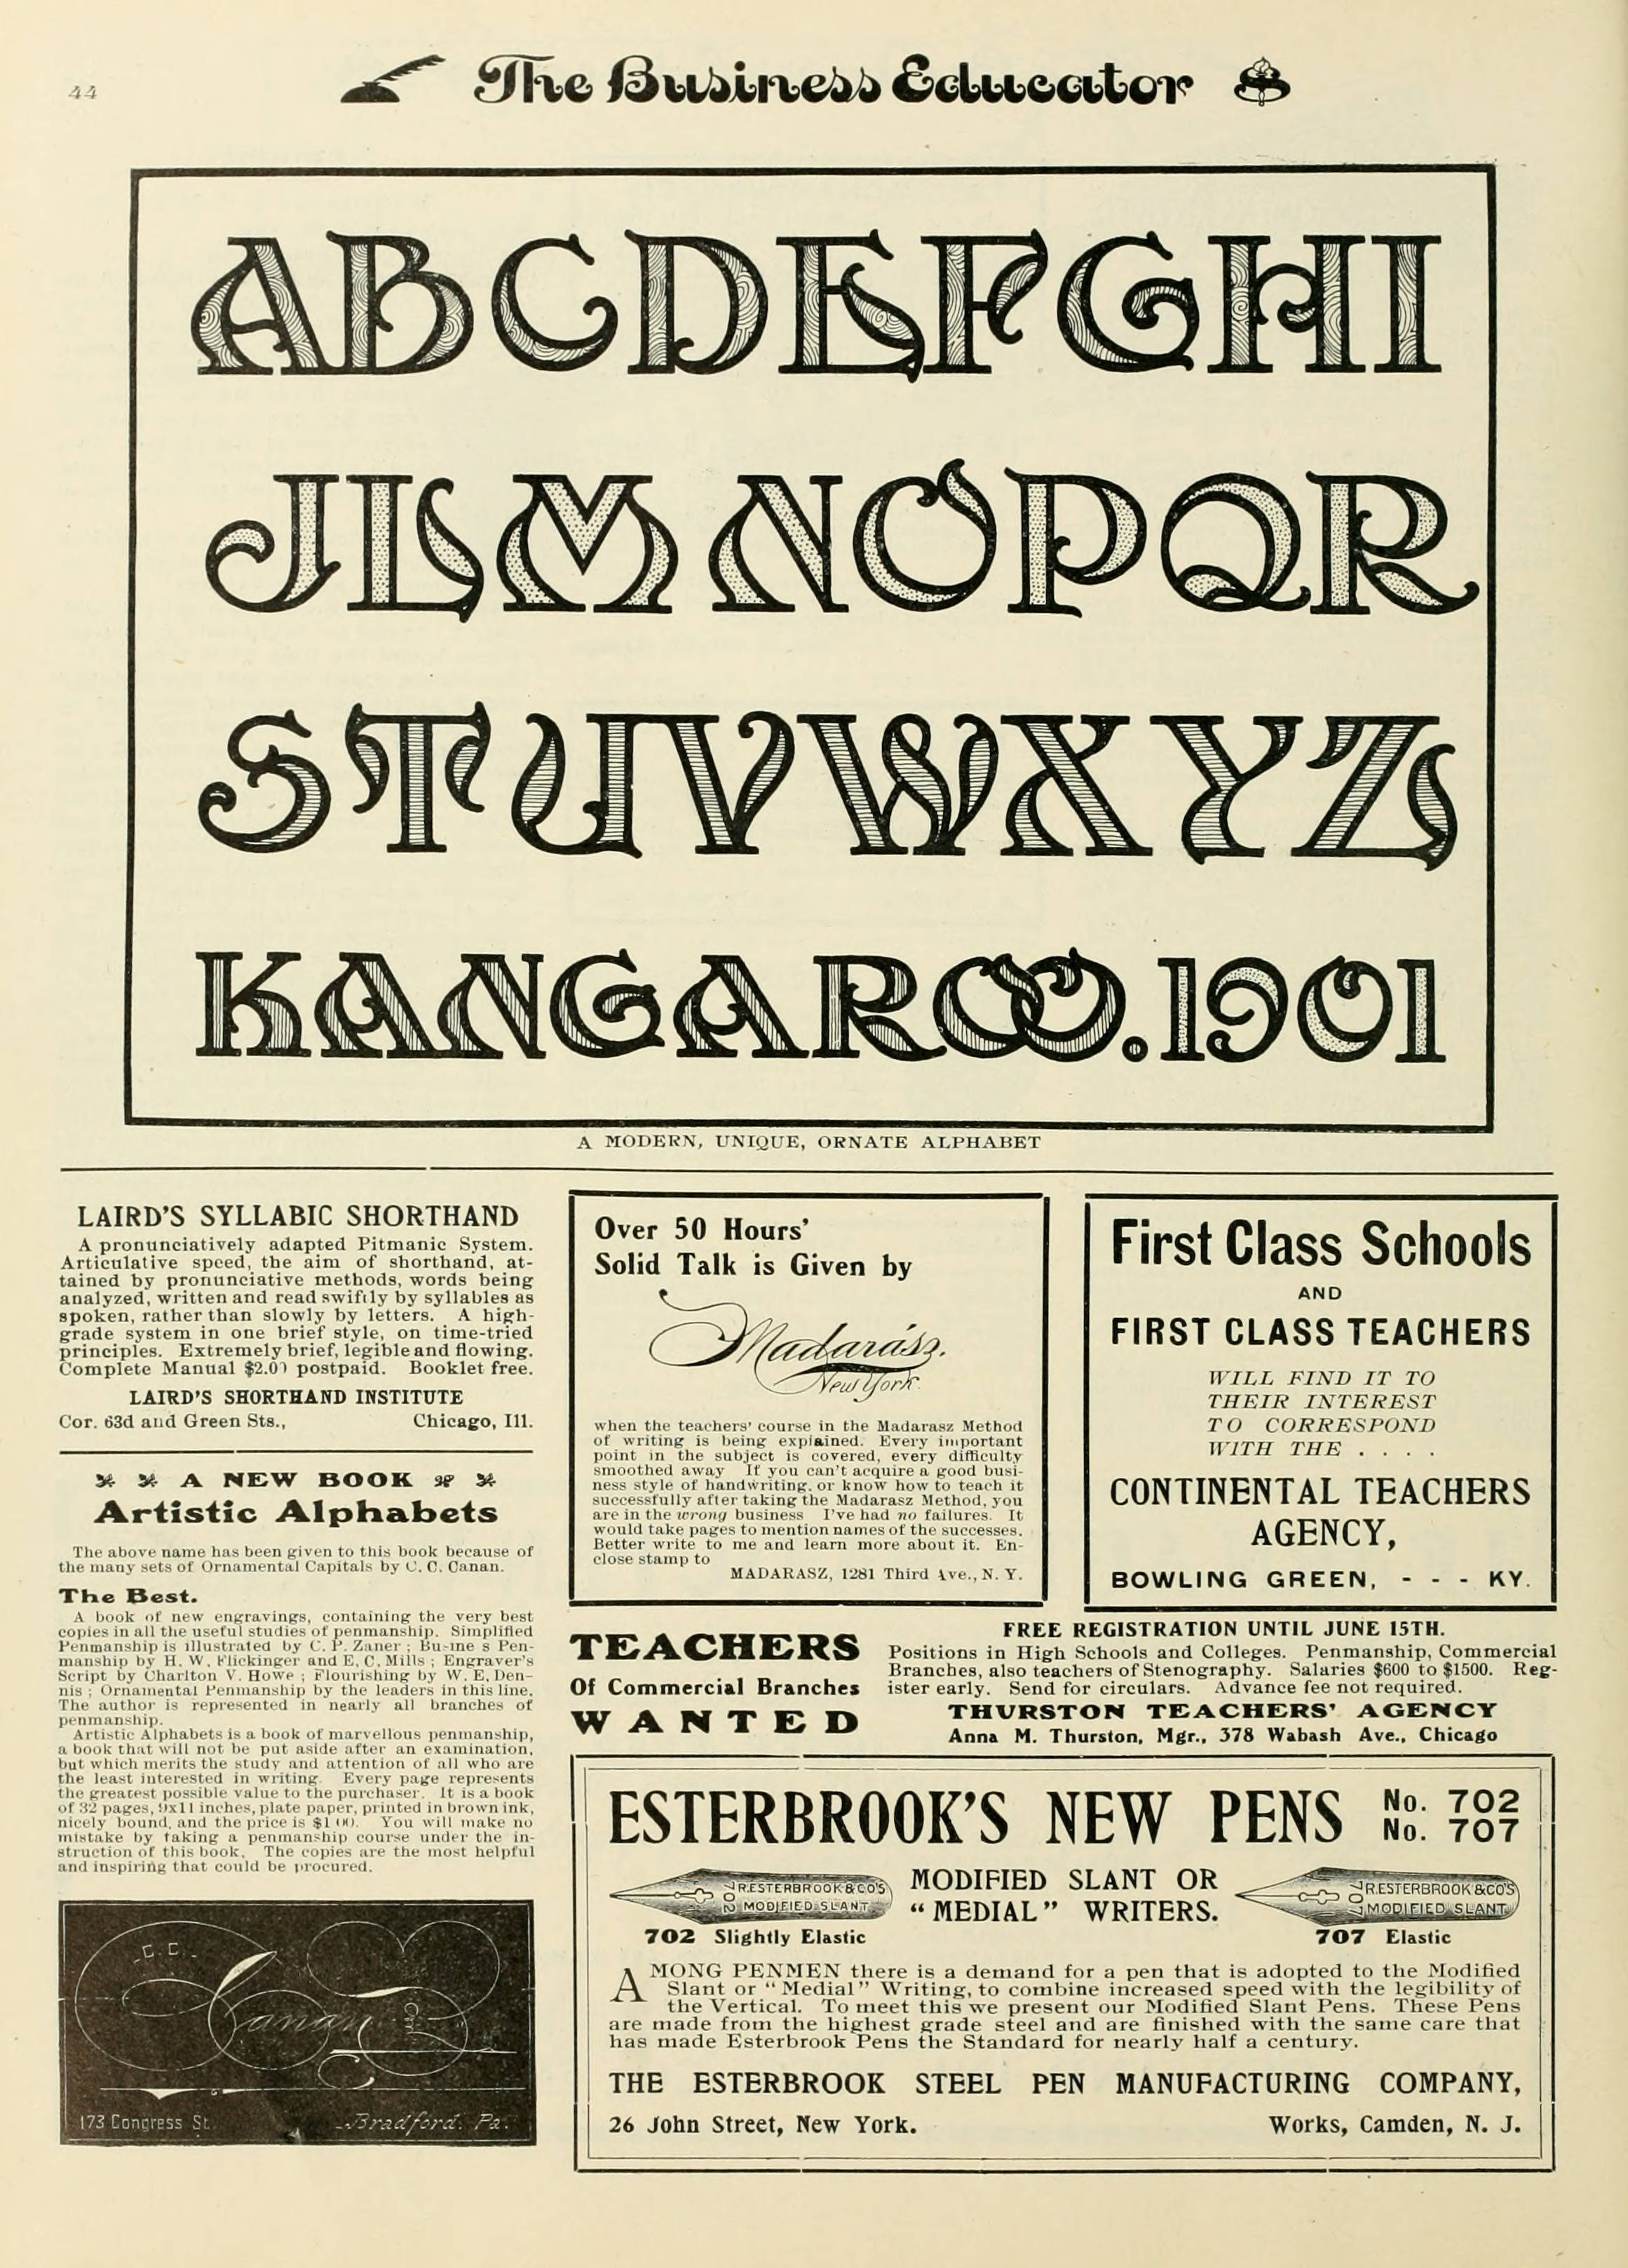 44
The Business Educator
ABCDEFGHI
JLMNOPQR
STUVWXYZ
KANGAROO. 1901
A MODERN, UNIQUE, ORNATE ALPHABET
LAIRD'S SYLLABIC SHORTHAND
A pronunciatively adapted Pitmanic System.
Articulative speed, the aim of shorthand, at-
tained by pronunciative methods, words being
analyzed, written and read swiftly by syllables as
spoken, rather than slowly by letters. A high-
grade system in one brief style, on time-tried
principles. Extremely brief, legible and flowing.
Complete Manual $2.00 postpaid. Booklet free.
LAIRD'S SHORTHAND INSTITUTE
Cor. 63d and Green Sts., Chicago, Ill.
A NEW BOOK
Artistic Alphabets
The above name has been given to this book because of
the many sets of Ornamental Capitals by C. C. Canan.
The Best.
A book of new engravings, containing the very best
copies in all the useful studies of penmanship. Simplified
Penmanship is illustrated by C. P. Zaner; Busine s Pen-
manship by H. W. Flickinger and E. C. Mills; Engraver's
Script by Charlton V. Howe; Flourishing by W. E. Den-
nis; Ornamental Penmanship by the leaders in this line.
The author is represented in nearly all branches of
penmanship.
Artistic Alphabets is a book of marvellous penmanship,
a book that will not be put aside after an examination,
but which merits the study and attention of all who are
the least interested in writing. Every page represents
the greatest possible value to the purchaser. It is a book
of 32 pages, 9x11 inches, plate paper, printed in brown ink,
nicely bound, and the price is $1.00. You will make no
mistake by taking a penmanship course under the in-
struction of this book. The copies are the most helpful
and inspiring that could be procured.
C. C.
Canan
173 Congress St. Bradford. Pa.
Over 50 Hours'
Solid Talk is Given by
Madarász.
New York.
when the teachers' course in the Madarasz Method
of writing is being explained. Every important
point in the subject is covered, every difficulty
smoothed away If you can't acquire a good busi-
ness style of handwriting, or know how to teach it
successfully after taking the Madarasz Method, you
are in the wrong business I've had no failures. It
would take pages to mention names of the successes.
Better write to me and learn more about it. En-
close stamp to
MADARASZ, 1281 Third Ave., N. Y.
First Class Schools
AND
FIRST CLASS TEACHERS
WILL FIND IT TO
THEIR INTEREST
TO CORRESPOND
WITH THE . . . .
CONTINENTAL TEACHERS
AGENCY,
BOWLING GREEN, - - - KY.
TEACHERS
Of Commercial Branches
WANTED
FREE REGISTRATION UNTIL JUNE 15TH.
Positions in High Schools and Colleges. Penmanship, Commercial
Branches, also teachers of Stenography. Salaries $600 to $1500. Reg-
ister early. Send for circulars. Advance fee not required.
THURSTON TEACHERS' AGENCY
Anna M. Thurston, Mgr., 378 Wabash Ave., Chicago
ESTERBROOK'S NEW PENS No. 702
No. 707
R.ESTERBROOK & CO'S
702 MODIFIED SLANT
MODIFIED SLANT OR
"MEDIAL" WRITERS.
R.ESTERBROOK & CO'S
707 MODIFIED SLANT
702 Slightly Elastic
707 Elastic
AMONG PENMEN there is a demand for a pen that is adopted to the Modified
Slant or "Medial" Writing, to combine increased speed with the legibility of
the Vertical. To meet this we present our Modified Slant Pens. These Pens
are made from the highest grade steel and are finished with the same care that
has made Esterbrook Pens the Standard for nearly half a century.
THE ESTERBROOK STEEL PEN MANUFACTURING COMPANY,
26 John Street, New York. Works, Camden, N. J.